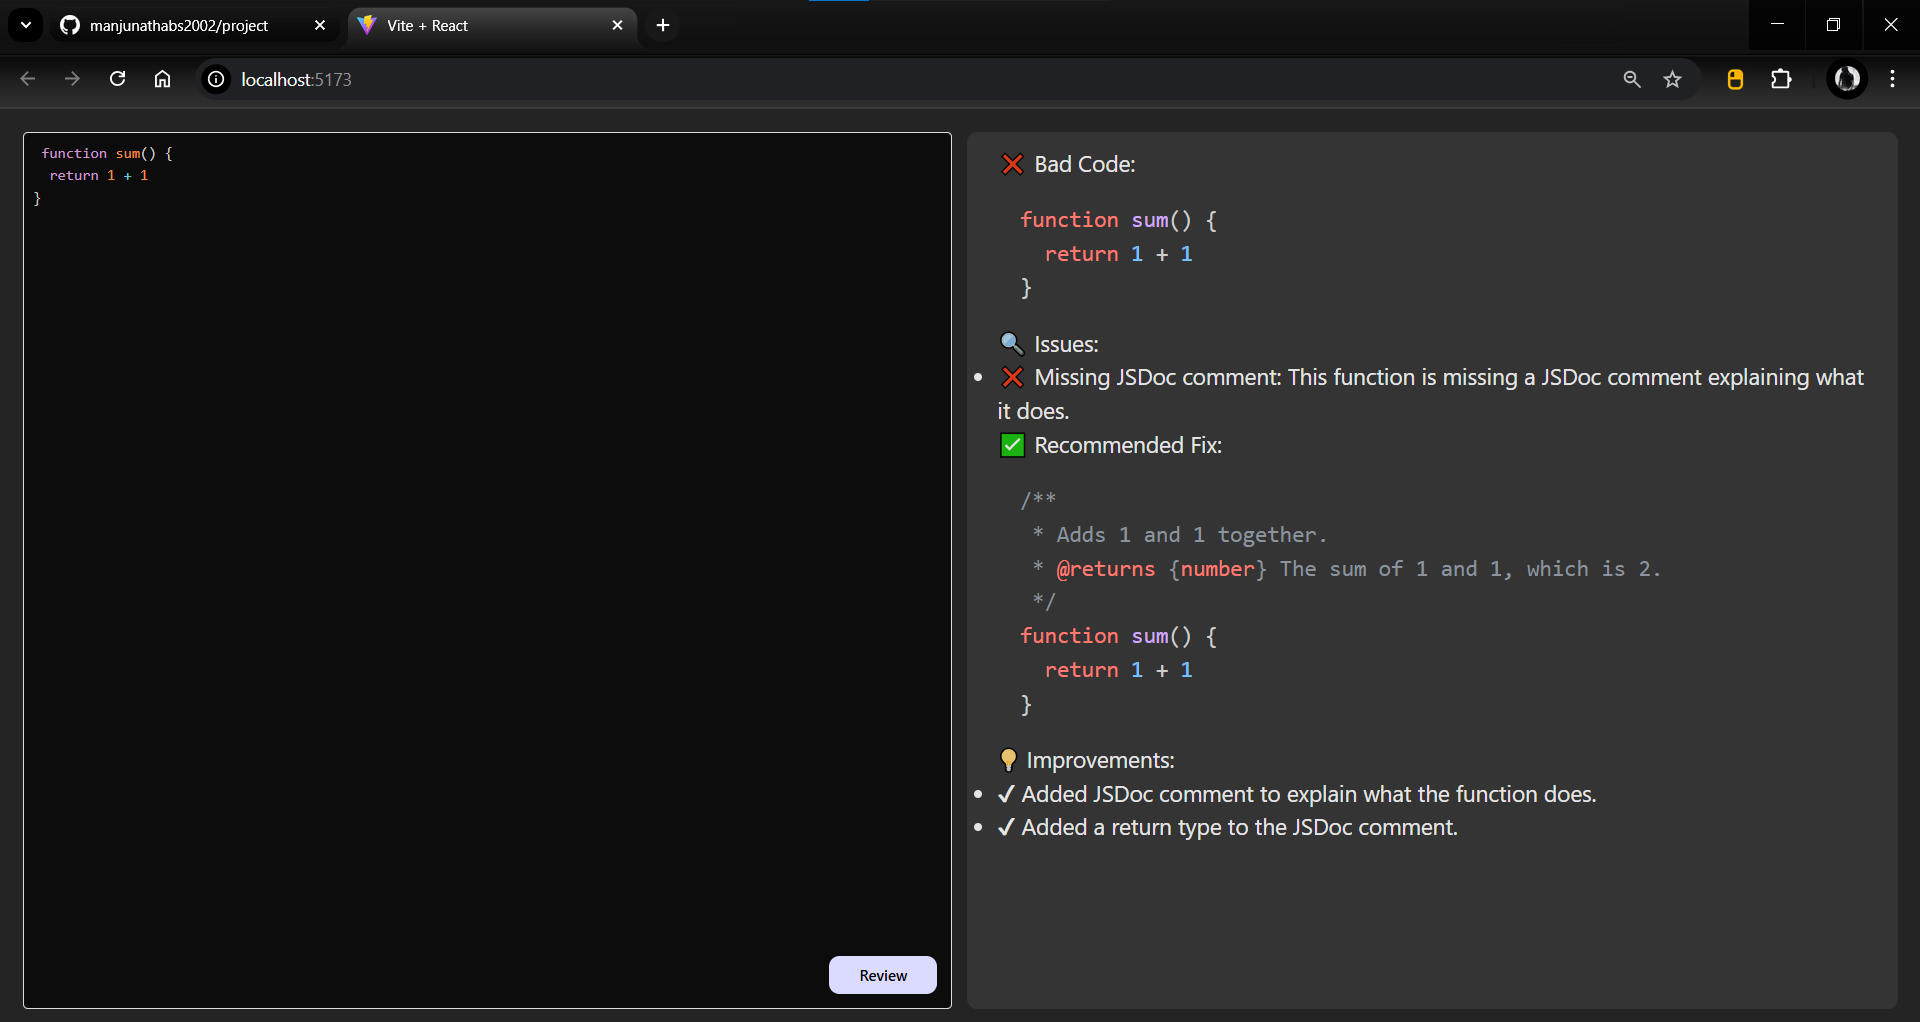 manjunathabs2002/project
Vite + React
localhost:5173
function sum() {
  return 1 + 1
}
Review
❌ Bad Code:
function sum() {
  return 1 + 1
}
🔍 Issues:
• ❌ Missing JSDoc comment: This function is missing a JSDoc comment explaining what
it does.
✅ Recommended Fix:
/**
 * Adds 1 and 1 together.
 * @returns {number} The sum of 1 and 1, which is 2.
 */
function sum() {
  return 1 + 1
}
💡 Improvements:
• ✔ Added JSDoc comment to explain what the function does.
• ✔ Added a return type to the JSDoc comment.